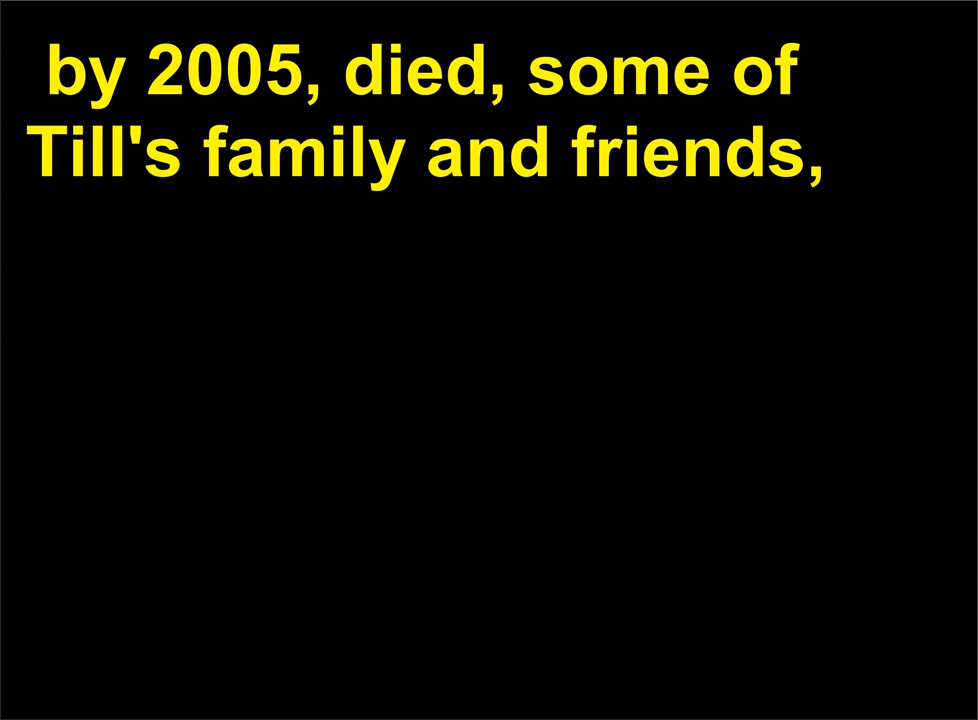 by 2005, died, some of
Till's family and friends,